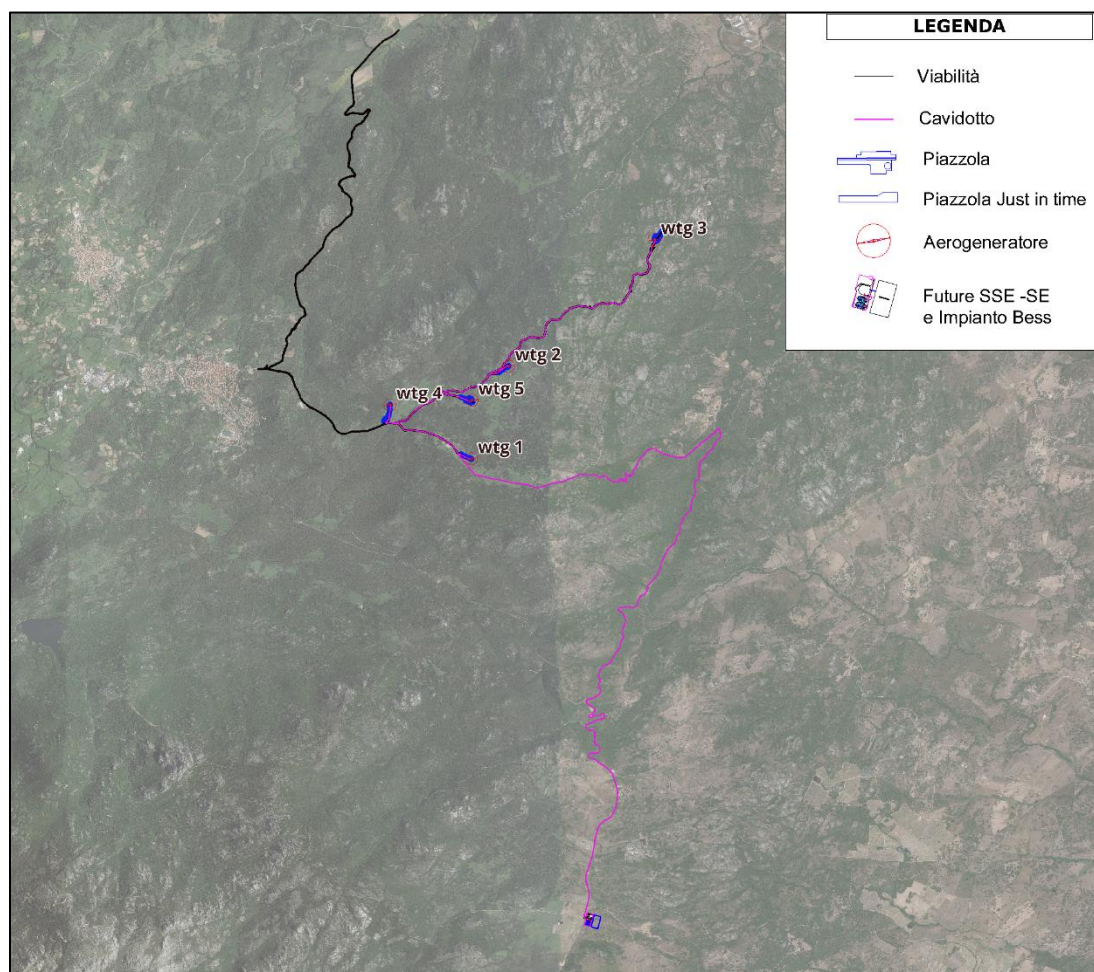 LEGENDA
Viabilità
Cavidotto
Piazzola
Piazzola Just in time
Aerogeneratore
Future SSE -SE
e Impianto Bess
wtg 3
wtg 2
wtg 5
wtg 4
wtg 1